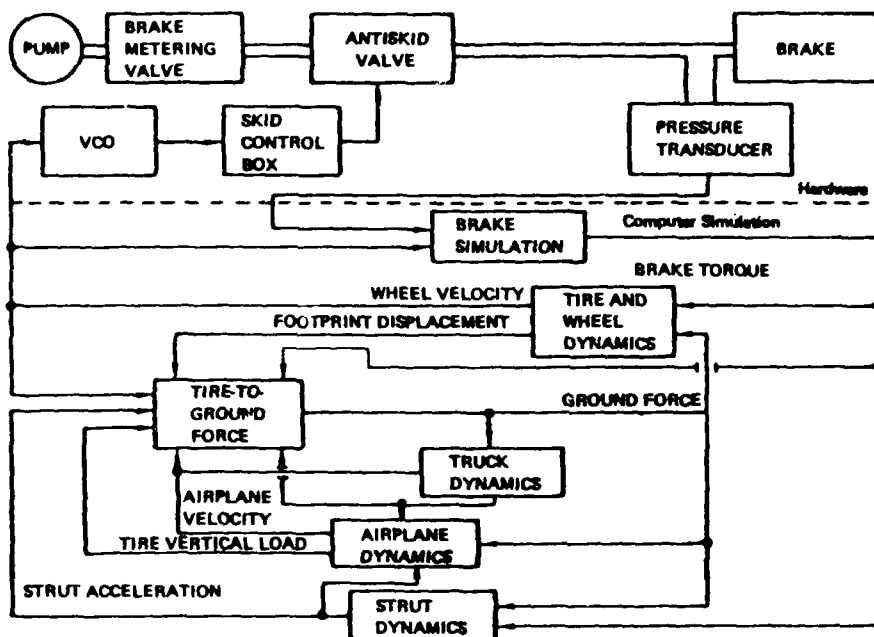 PUMP
BRAKE
METERING
VALVE
ANTISKID
VALVE
BRAKE
VCO
SKID
CONTROL
BOX
PRESSURE
TRANSDUCER
Hardware
BRAKE
SIMULATION
Computer Simulation
BRAKE TORQUE
WHEEL VELOCITY
TIRE AND
WHEEL
DYNAMICS
FOOTPRINT DISPLACEMENT
TIRE-TO-
GROUND
FORCE
GROUND FORCE
TRUCK
DYNAMICS
AIRPLANE
VELOCITY
TIRE VERTICAL LOAD
AIRPLANE
DYNAMICS
STRUT ACCELERATION
STRUT
DYNAMICS